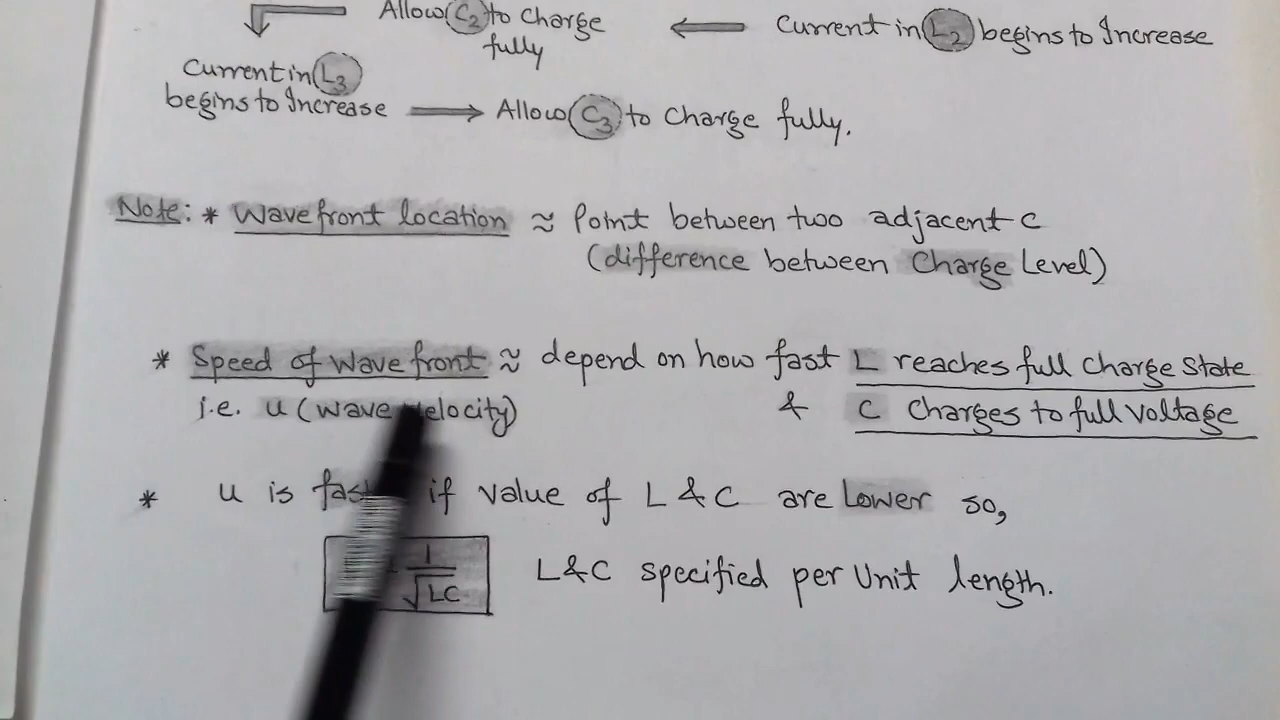 Allow C2 to Charge fully
Current in L2 begins to Increase
Current in L3
begins to Increase
Allow C3 to Charge fully.
Note: * Wavefront location ≈ Point between two adjacent C
(difference between Charge Level)
* Speed of Wavefront ≈ depend on how fast L reaches full Charge State
i.e. u (wave velocity) & C Charges to full voltage
* u is if value of L & C are Lower so,
1/√LC L&C specified per Unit length.